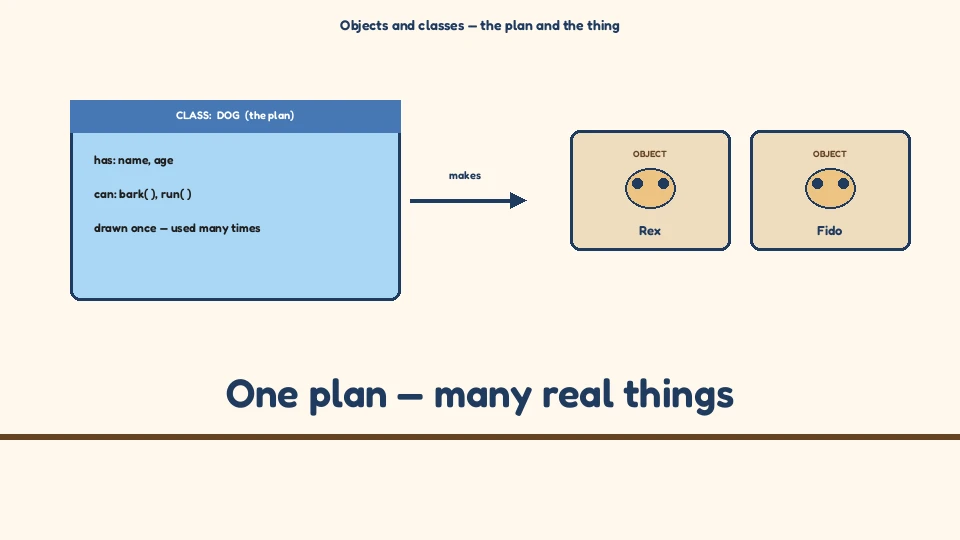 Objects and classes — the plan and the thing
CLASS: DOG (the plan)
has: name, age
can: bark( ), run( )
drawn once — used many times
makes
OBJECT
Rex
OBJECT
Fido
One plan — many real things